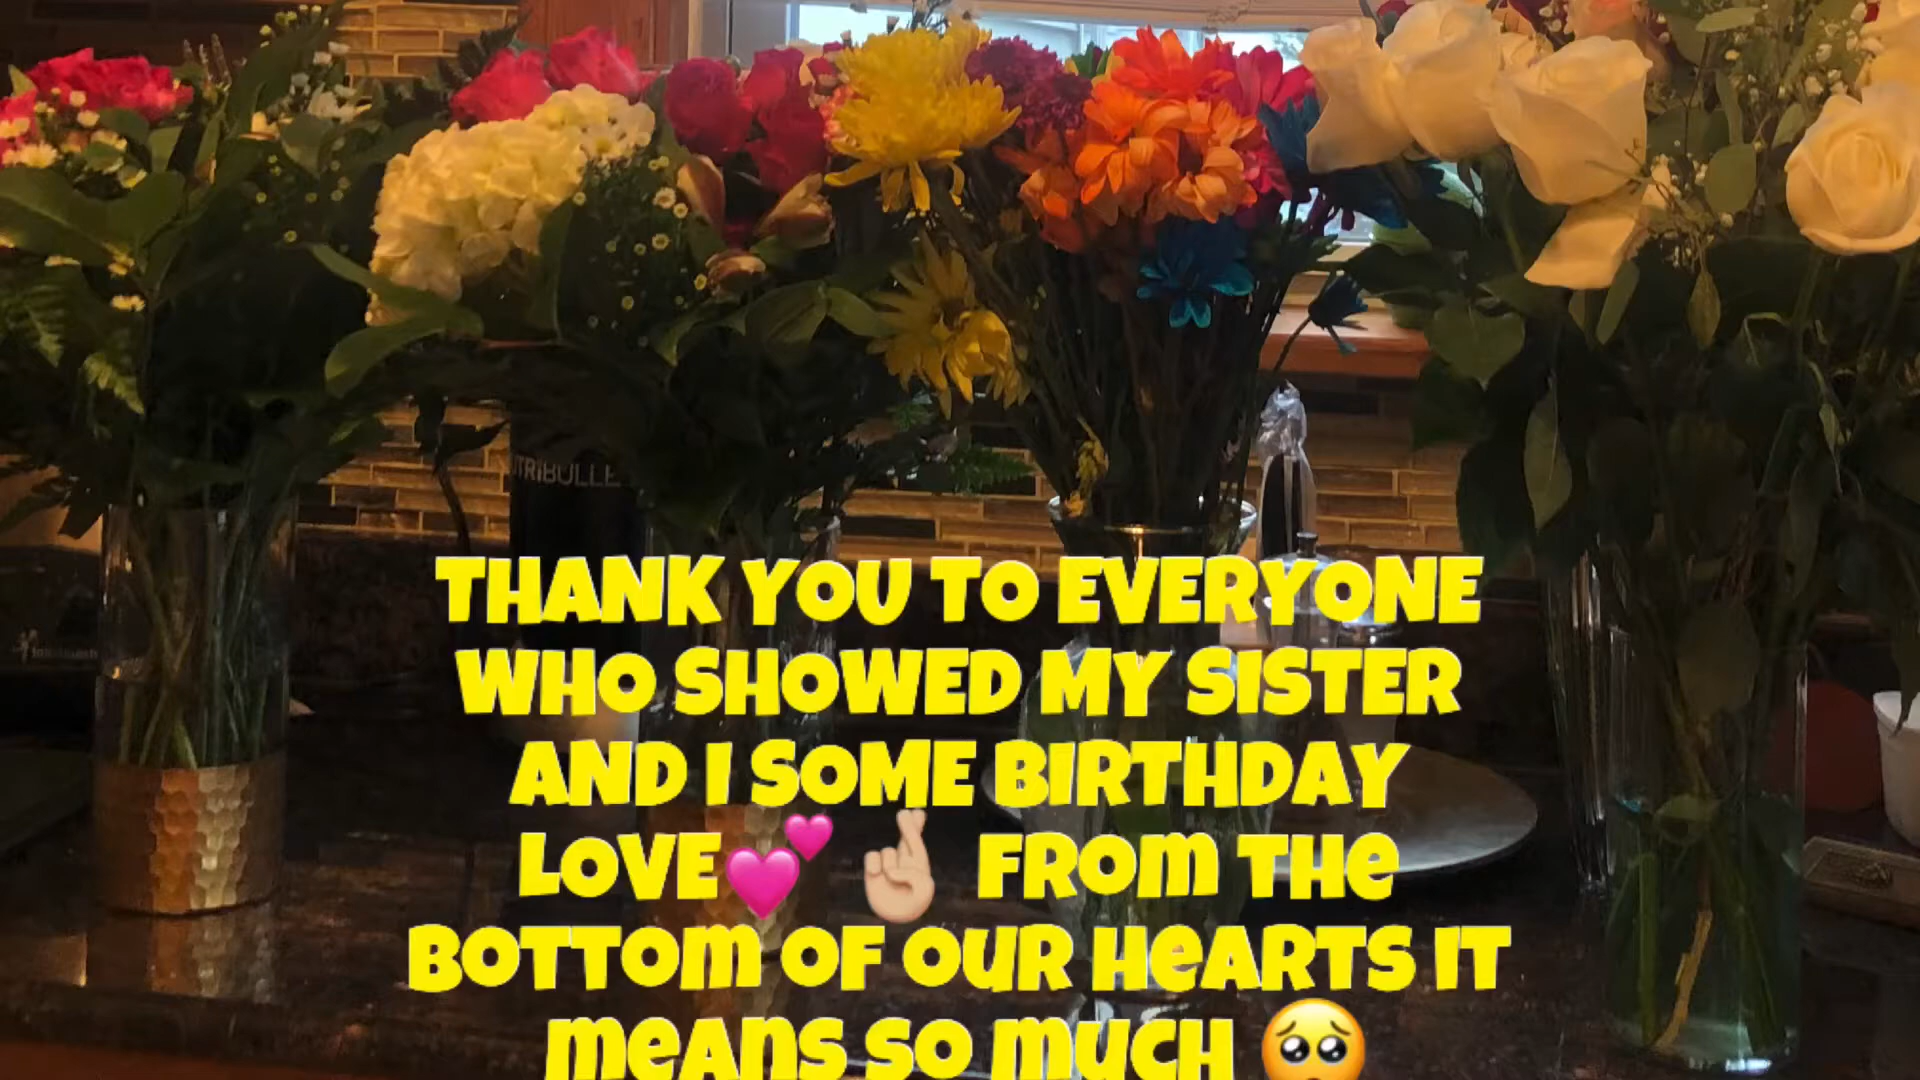 TRIBULLE
THANK YOU TO EVERYONE
WHO SHOWED MY SISTER
AND I SOME BIRTHDAY
LOVE💕 🤞🏼 FROM THE
BOTTOM OF OUR HEARTS IT
MEANS SO MUCH 🥺